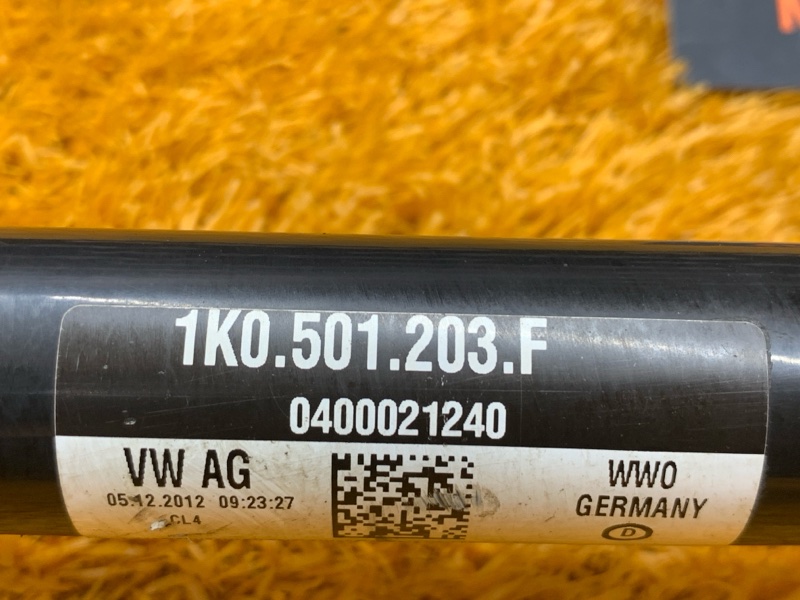 1K0.501.203.F
0400021240
VW AG
05.12.2012 09:23:27
CL4
WWO
GERMANY
D